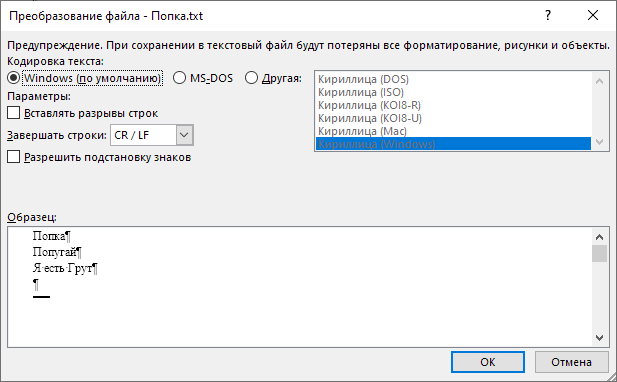 Преобразование файла - Попка.txt
Предупреждение. При сохранении в текстовый файл будут потеряны все форматирование, рисунки и объекты.
Кодировка текста:
Windows (по умолчанию) MS-DOS Другая:
Кириллица (DOS)
Кириллица (ISO)
Кириллица (KOI8-R)
Кириллица (KOI8-U)
Кириллица (Mac)
Кириллица (Windows)
Параметры:
Вставлять разрывы строк
Завершать строки: CR / LF
Разрешить подстановку знаков
Образец:
Попка¶
Попугай¶
Я·есть·Грут¶
¶
ОК Отмена